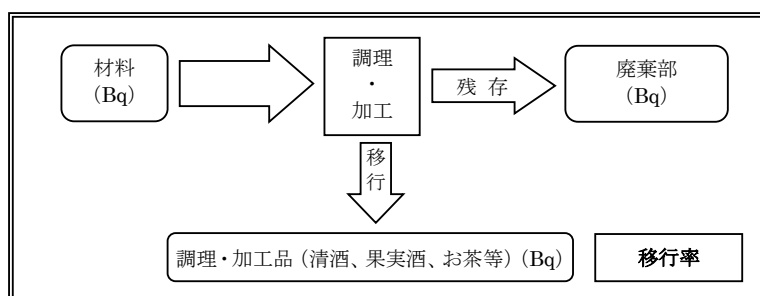 材料
(Bq)
調理
・
加工
残 存
廃棄部
(Bq)
移
行
調理・加工品（清酒、果実酒、お茶等）(Bq)
移行率